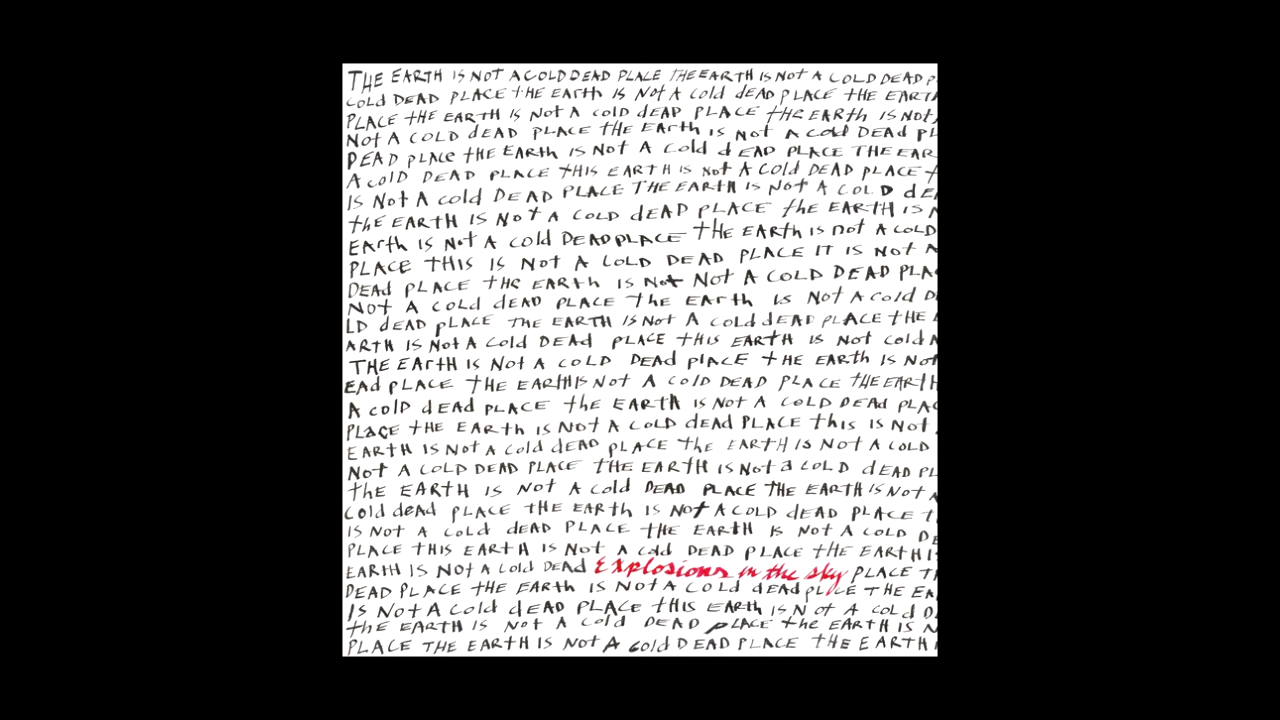 THE EARTH IS NOT A COLD DEAD PLACE THE EARTH IS NOT A COLD DEAD P
COLd DEAD PLACE tHE EArth IS Not A Cold dEAD PLACE tHE EARTH
PLACE tHE EARTH IS Not A cold dEAD PLACE tHE EARTH IS NOT
Not A COLD dEAD PLACE tHE EArth IS Not A cold DEAd PL
DEAD plAce tHE EARth IS Not A Cold dEAD PLACE THE EAR
A colD DEAD PLACE tHIS EARtH IS Not A Cold DEAD PLACE t
IS Not A cold DEAD PLACE THE EARtH IS Not A COLD dE
thE EARTH IS Not A COLD dEAD PLACE thE EARTH IS N
EArth IS Not A cold DEAD PLACE tHE EARth IS not A COLD
PLACE THIS IS Not A COLD DEAD PLACE IT IS Not A
DEAd PLACE tHE EARth IS Not Not A COLD DEAD PLA
NOT A COLd dEAD PLACE The EArth IS Not A cold D
LD dEAD pLACE THE EARTH IS Not A cold dEAD pLACE tHE
ARTH IS Not A Cold DEAd PLACE tHIS EARTH IS Not cold A
THE EArtH IS Not A COLD DEAD plACE tHE EARth IS Not
EAd PLACE tHE EARtH IS Not A colD DEAD PLACE tHE EARtH
A colD dEAd PLACE thE EARtH IS Not A COLD DEAd PLAC
PLACE tHE EARth IS Not A COLD dEAd PLACE this IS Not
EARtH IS Not A Cold dEAD pLACE thE EARTH IS Not A COLD
Not A COLD DEAD PLACE tHE EARtH IS Not a COLD dEAD PL
thE EARTH IS Not A Cold DEAD PLACE THE EARtH IS Not A
Cold dEAd PLACE tHE EARth IS Not A COLD dEAD PLACE t
IS Not A Cold dEAD PLACE tHE EARtH IS Not A COLD DE
PLACE tHIS EARtH IS Not A cold DEAD PLACE tHE EARtH I
EARtH IS Not A Cold DEAD Explosions in the sky PLACE T
DEAD PLACE tHE EARtH IS Not A COLD dEAd pLACE tHE EA
IS Not A Cold dEAD PLACE tHIS EARth IS Not A Cold D
the EARtH IS Not A Cold DEAD pLACE the EARTH IS N
PLACE THE EARtH IS Not A Cold DEAD PLACE tHE EARTH